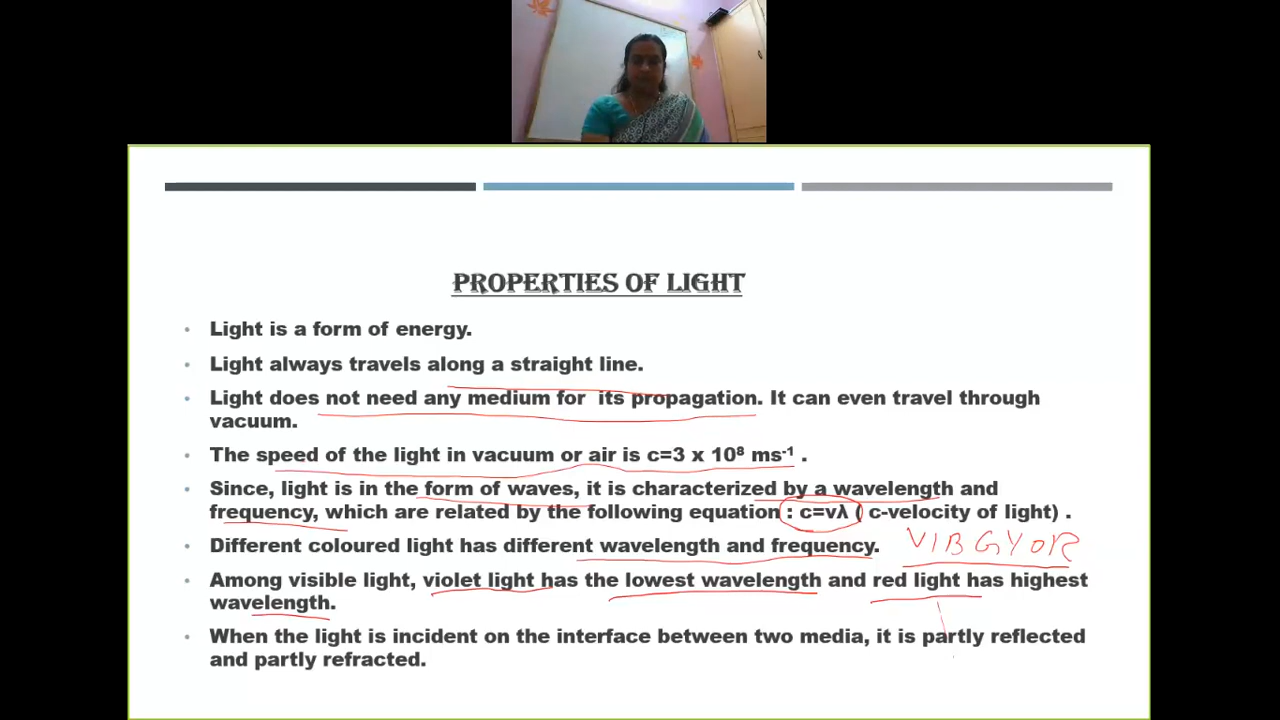 PROPERTIES OF LIGHT
Light is a form of energy.
Light always travels along a straight line.
Light does not need any medium for its propagation. It can even travel through
vacuum.
The speed of the light in vacuum or air is c=3 x 10⁸ ms⁻¹ .
Since, light is in the form of waves, it is characterized by a wavelength and
frequency, which are related by the following equation : c=νλ ( c-velocity of light) .
Different coloured light has different wavelength and frequency. VIBGYOR
Among visible light, violet light has the lowest wavelength and red light has highest
wavelength.
When the light is incident on the interface between two media, it is partly reflected
and partly refracted.